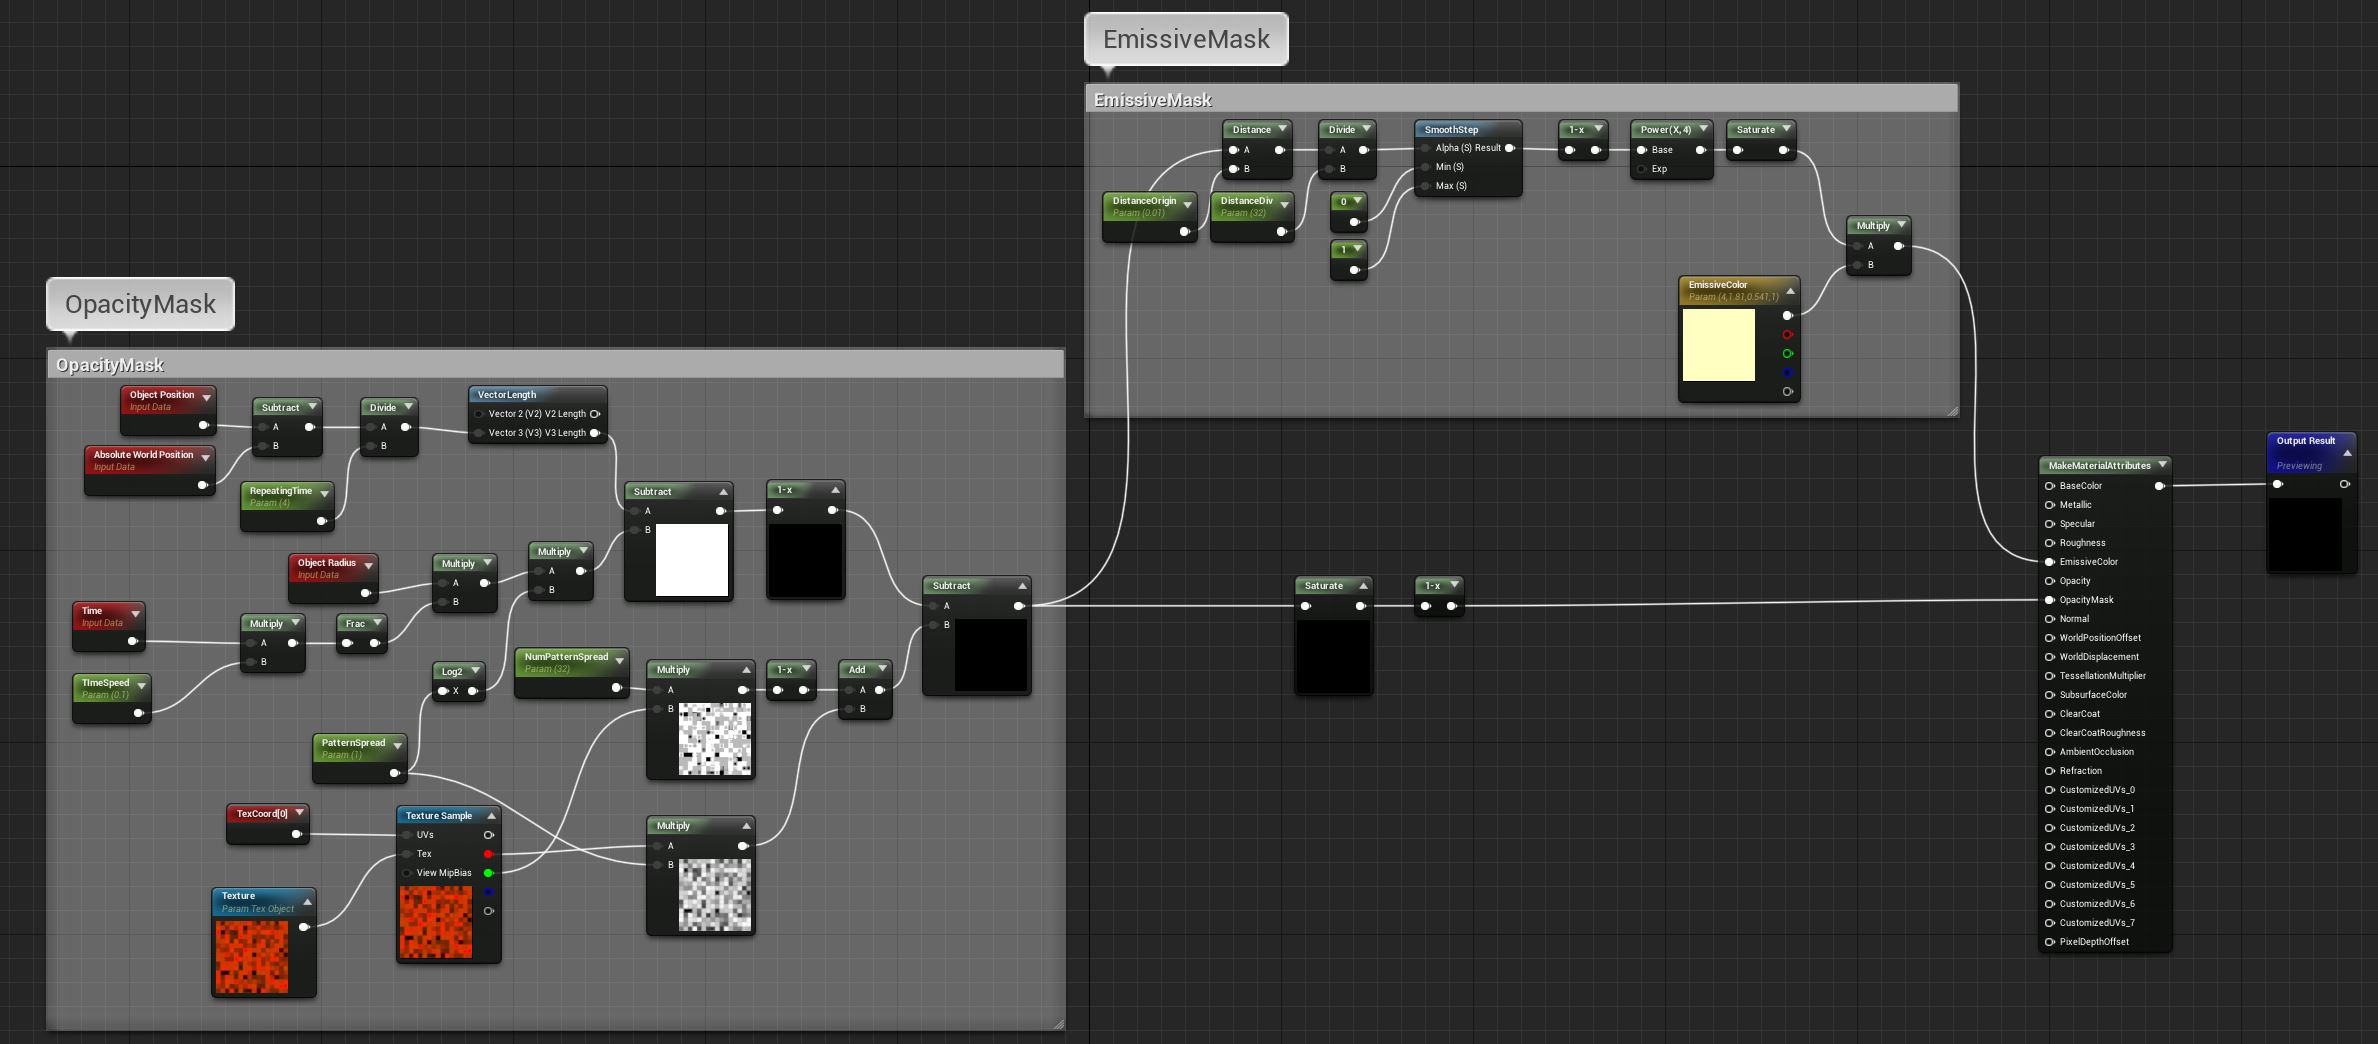 EmissiveMask
EmissiveMask
Distance
A
B
Divide
A
B
SmoothStep
Alpha (S) Result
Min (S)
Max (S)
1-x
Power(X, 4)
Base
Exp
Saturate
DistanceOrigin
Param (0.01)
DistanceDiv
Param (32)
0
1
Multiply
A
B
EmissiveColor
Param (4,1.81,0.541,1)
OpacityMask
OpacityMask
Object Position
Input Data
Subtract
A
B
Divide
A
B
VectorLength
Vector 2 (V2) V2 Length
Vector 3 (V3) V3 Length
Absolute World Position
Input Data
RepeatingTime
Param (4)
Subtract
A
B
1-x
Object Radius
Input Data
Multiply
A
B
Multiply
A
B
Time
Input Data
Multiply
A
B
Frac
TImeSpeed
Param (0.1)
Log2
X
NumPatternSpread
Param (32)
Multiply
A
B
1-x
Add
A
B
Subtract
A
B
PatternSpread
Param (1)
TexCoord[0]
Texture Sample
UVs
Tex
View MipBias
Multiply
A
B
Texture
Param Tex Object
Saturate
1-x
MakeMaterialAttributes
BaseColor
Metallic
Specular
Roughness
EmissiveColor
Opacity
OpacityMask
Normal
WorldPositionOffset
WorldDisplacement
TessellationMultiplier
SubsurfaceColor
ClearCoat
ClearCoatRoughness
AmbientOcclusion
Refraction
CustomizedUVs_0
CustomizedUVs_1
CustomizedUVs_2
CustomizedUVs_3
CustomizedUVs_4
CustomizedUVs_5
CustomizedUVs_6
CustomizedUVs_7
PixelDepthOffset
Output Result
Previewing